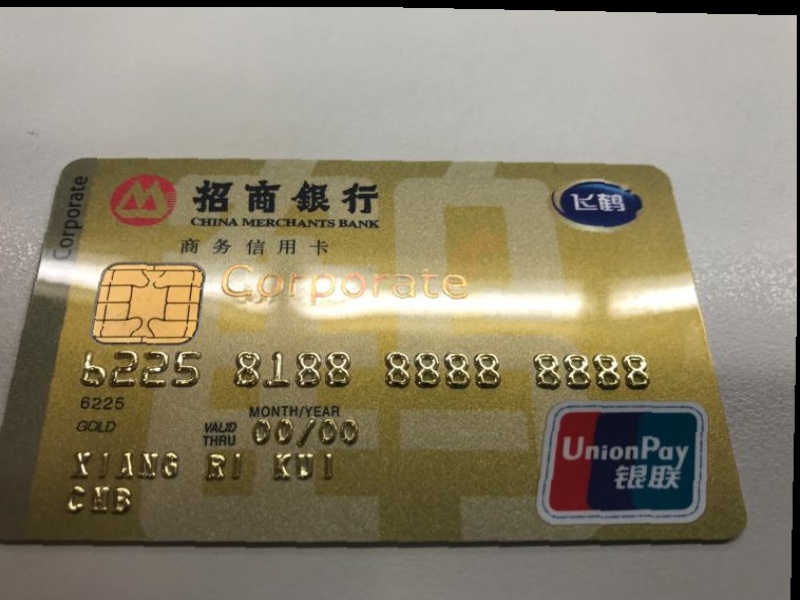 Corporate
招商銀行
CHINA MERCHANTS BANK
飞鹤
商务信用卡
Corporate
6225 8188 8888 8888
6225
MONTH/YEAR
GOLD
VALID THRU 00/00
XIANG RI KUI
CMB
UnionPay
银联